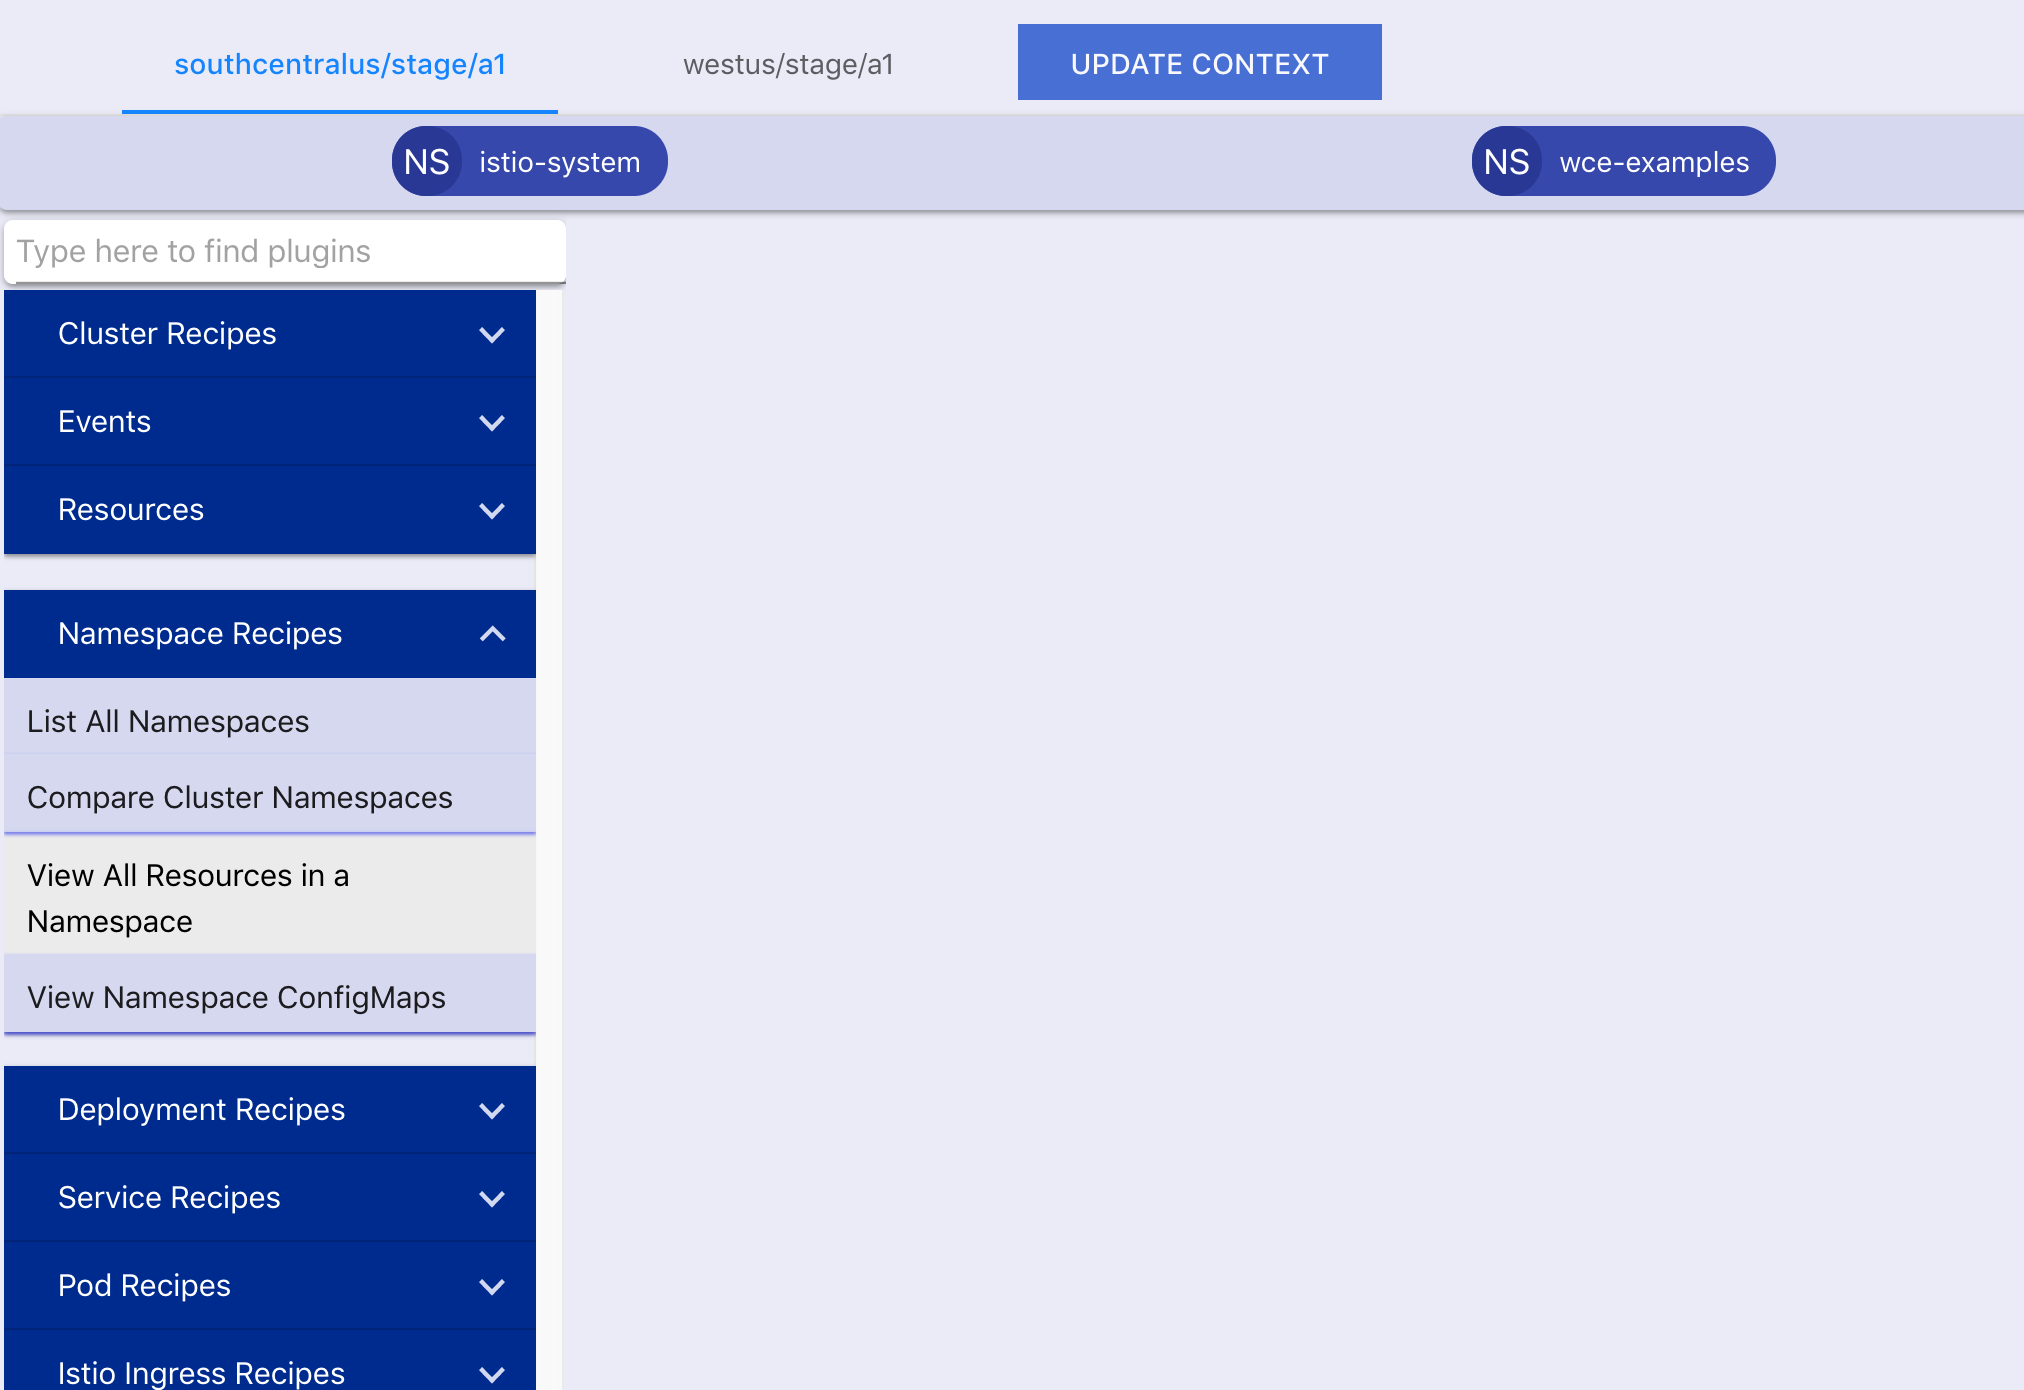 southcentralus/stage/a1
westus/stage/a1
UPDATE CONTEXT
NS istio-system
NS wce-examples
Type here to find plugins
Cluster Recipes
Events
Resources
Namespace Recipes
List All Namespaces
Compare Cluster Namespaces
View All Resources in a
Namespace
View Namespace ConfigMaps
Deployment Recipes
Service Recipes
Pod Recipes
Istio Ingress Recipes